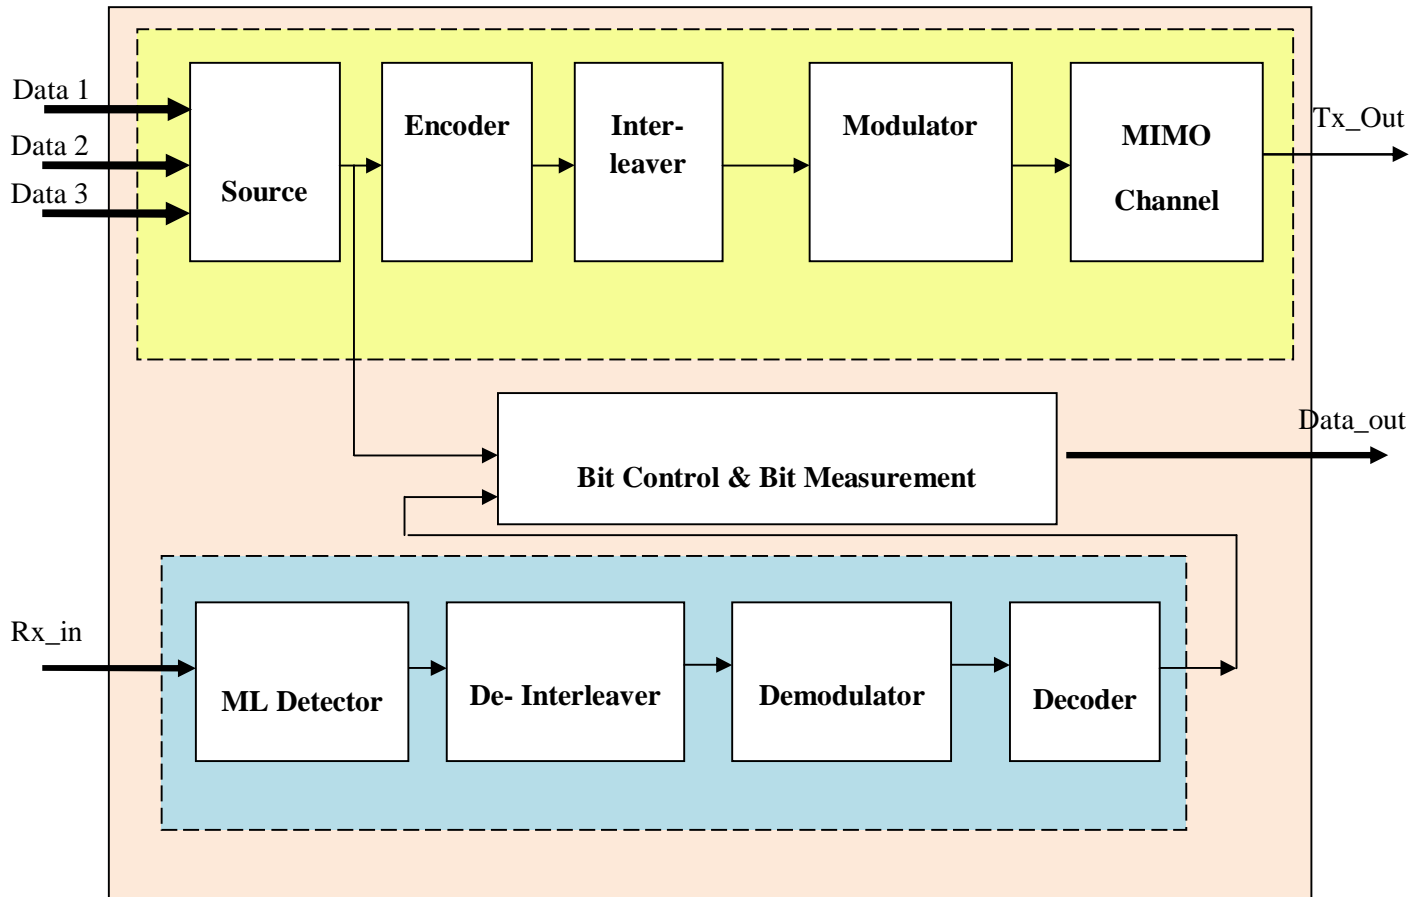 Data 1
Data 2
Data 3
Source
Encoder
Inter-
leaver
Modulator
MIMO
Channel
Tx_Out
Bit Control & Bit Measurement
Data_out
Rx_in
ML Detector
De- Interleaver
Demodulator
Decoder